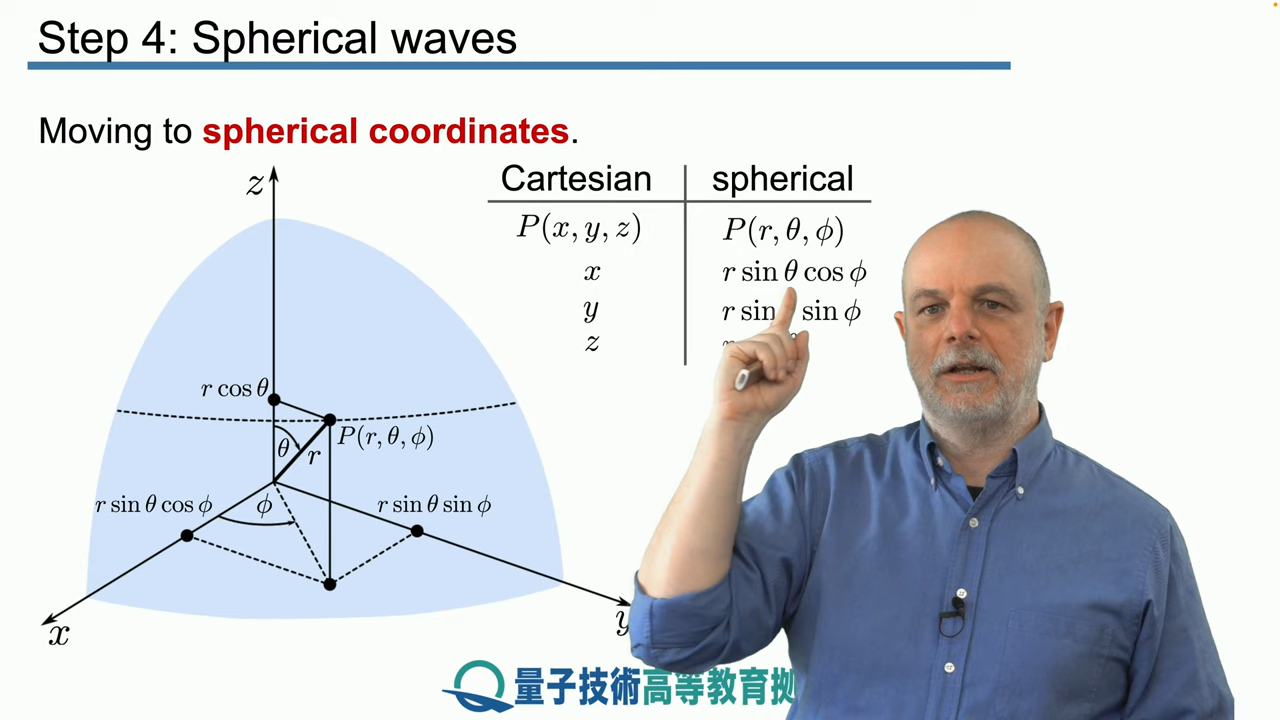 Step 4: Spherical waves
Moving to spherical coordinates.
Cartesian spherical
P(x, y, z) P(r, θ, ϕ)
x r sin θ cos ϕ
y r sin sin ϕ
z
z
r cos θ
P(r, θ, ϕ)
θ
r
r sin θ cos ϕ
ϕ
r sin θ sin ϕ
x
y
量子技術高等教育拠